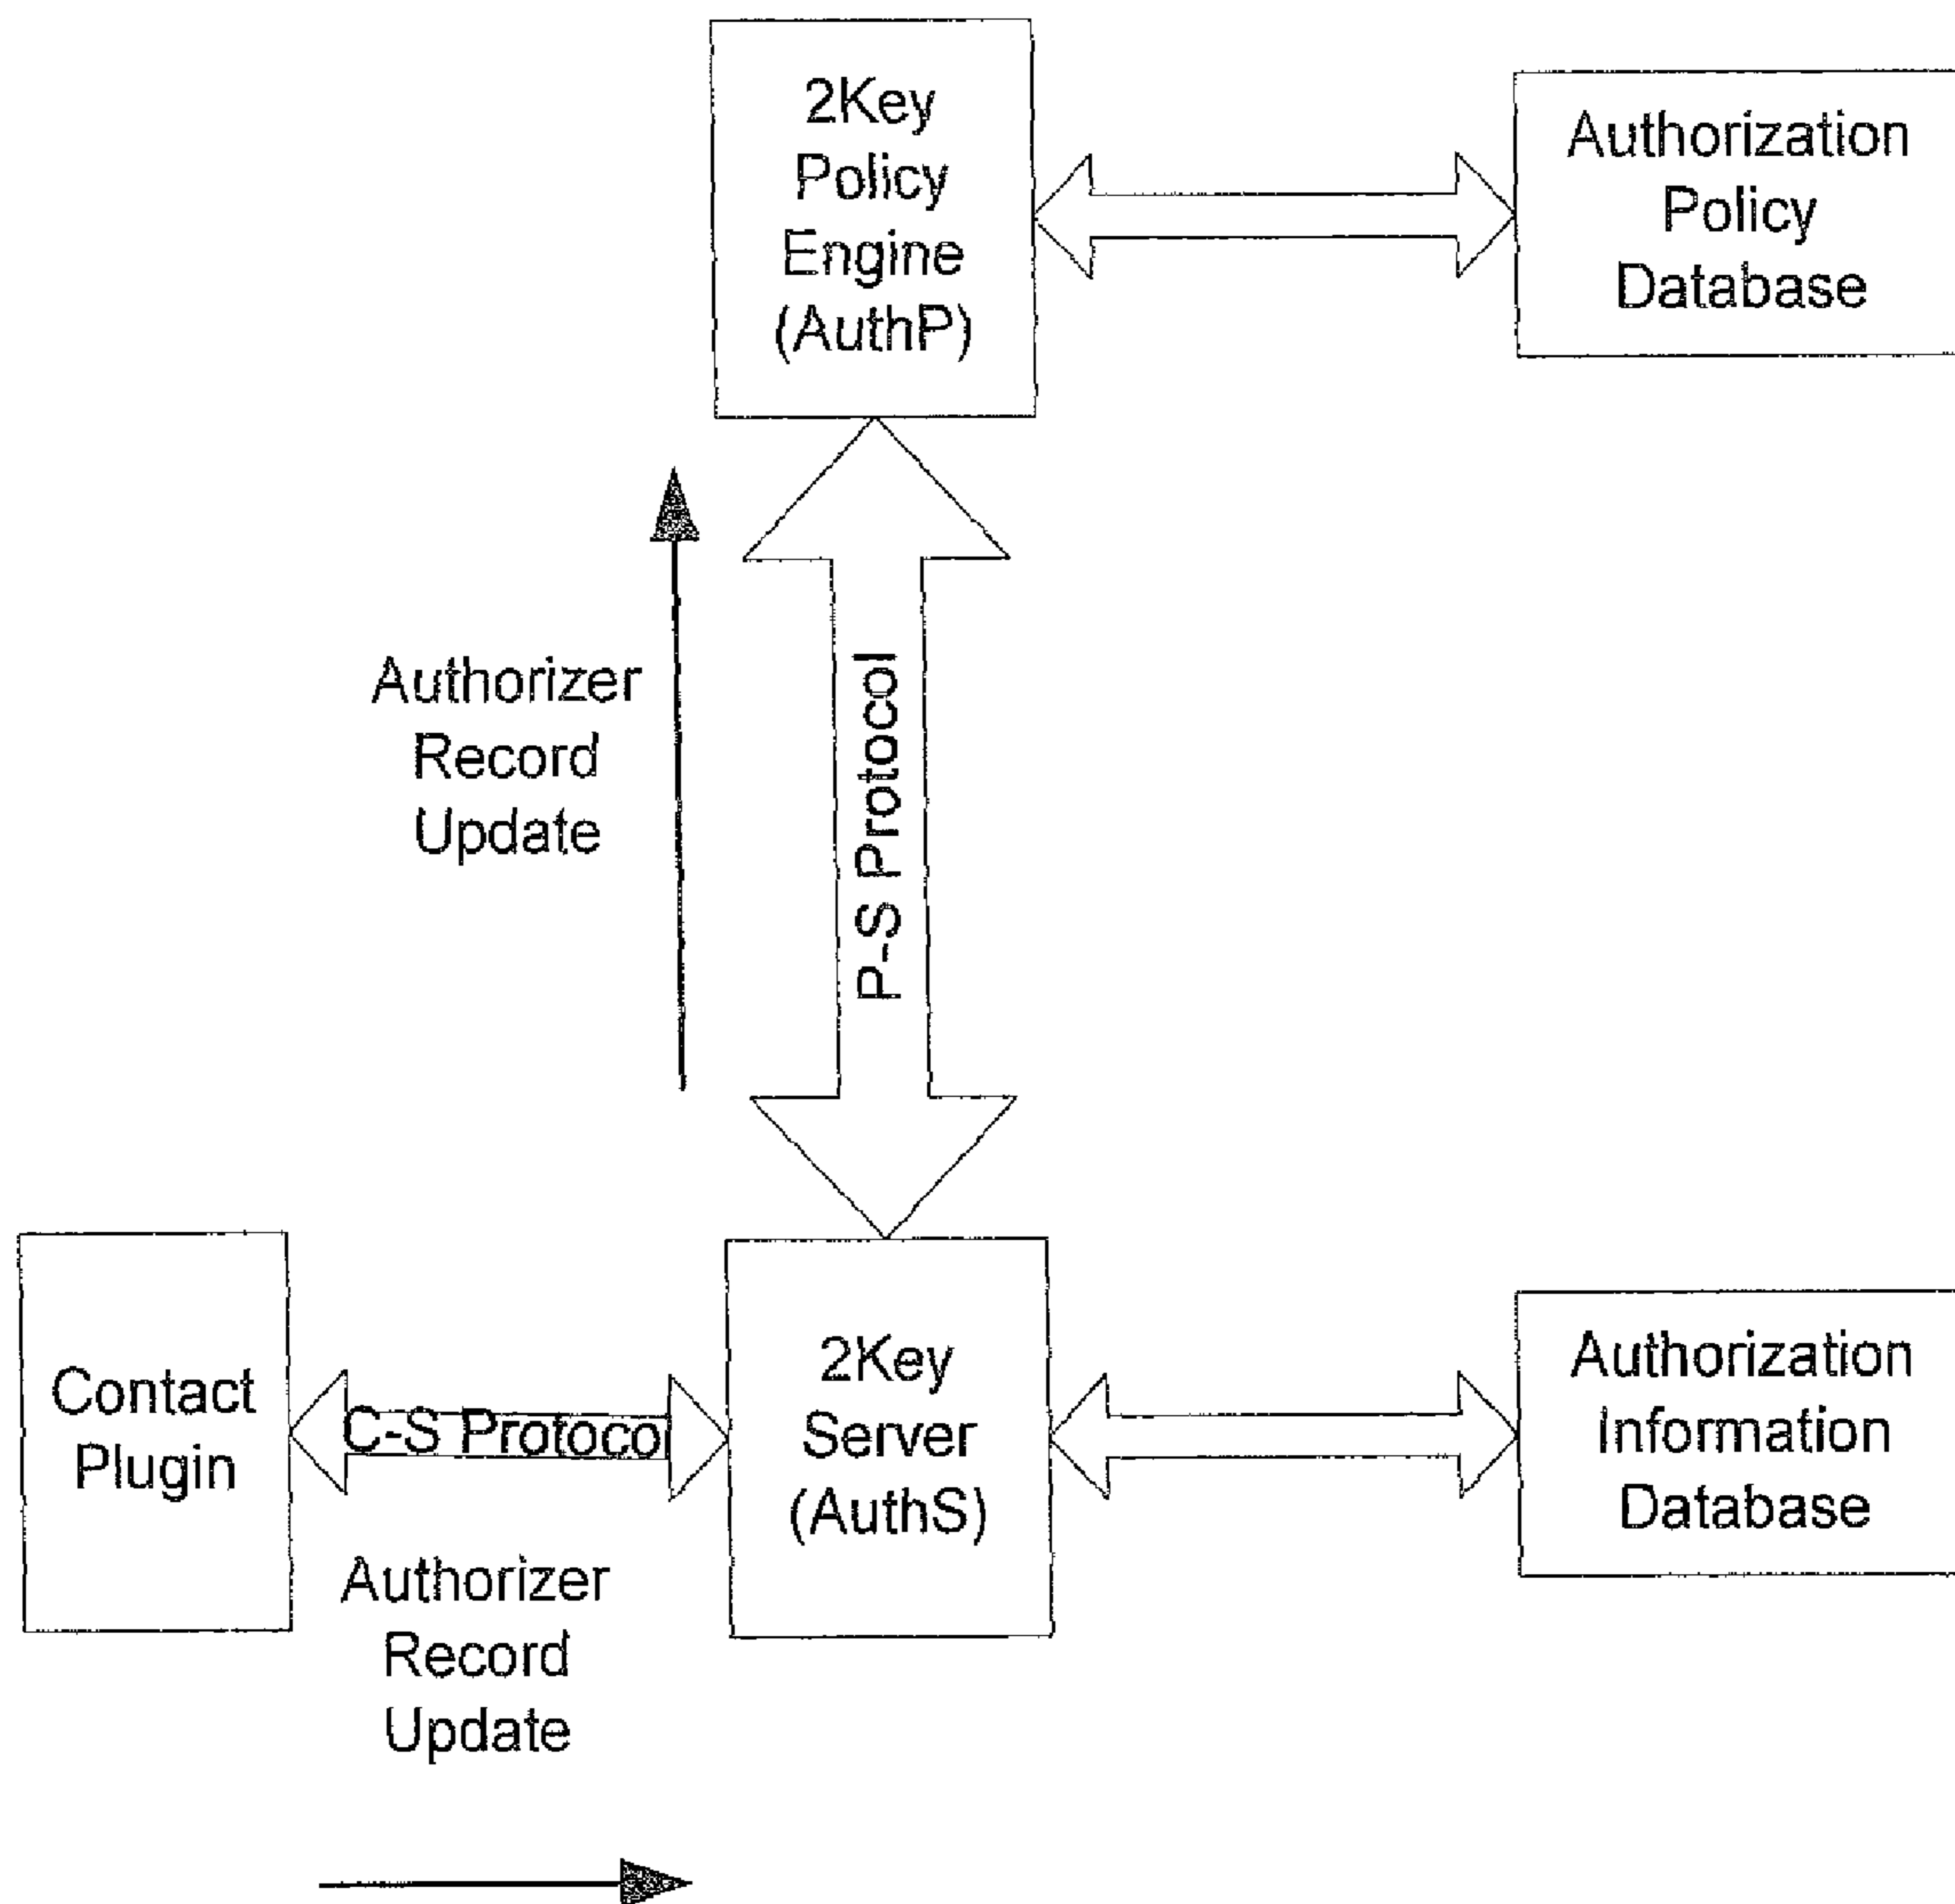 2Key
Policy
Engine
(AuthP)
Authorization
Policy
Database
Authorizer
Record
Update
P-S Protocol
Contact
Plugin
C-S Protocol
2Key
Server
(AuthS)
Authorization
Information
Database
Authorizer
Record
Update